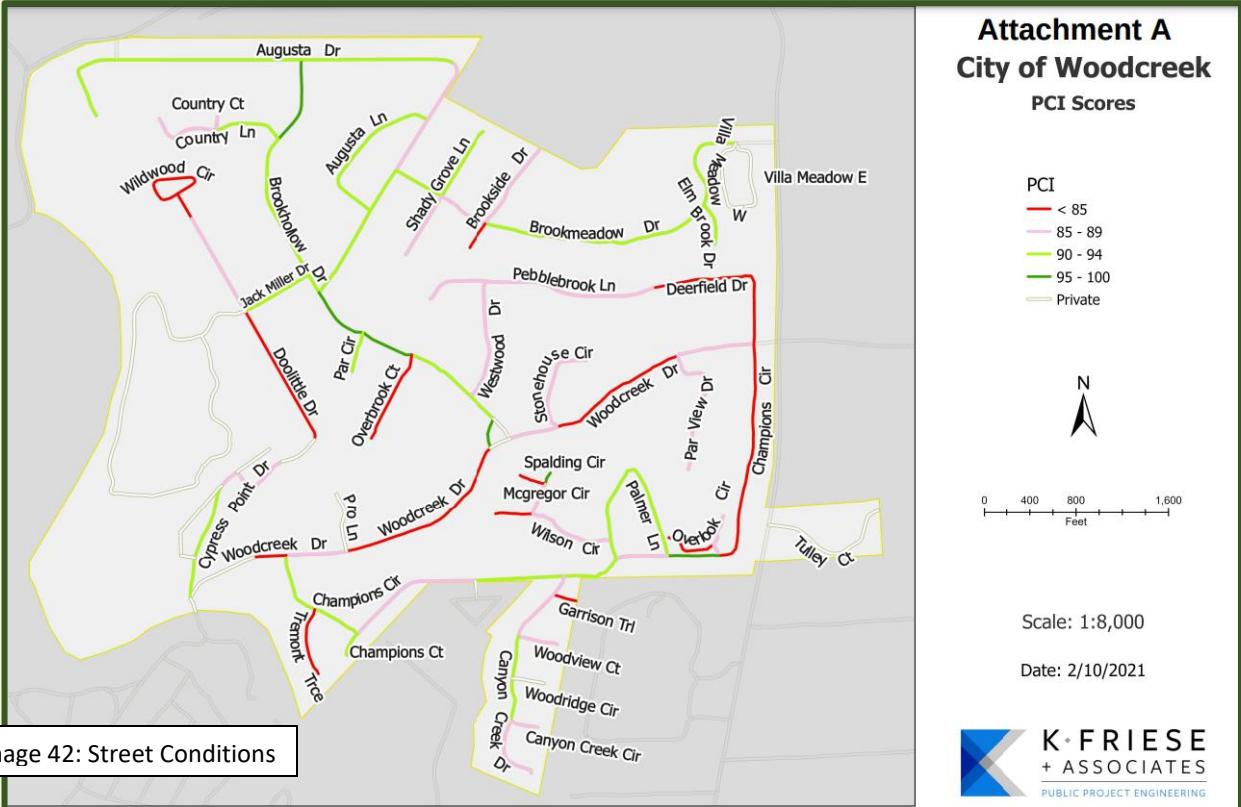 Attachment A
City of Woodcreek
PCI Scores
PCI
< 85
85 - 89
90 - 94
95 - 100
Private
N
0 400 800 1,600
Feet
Scale: 1:8,000
Date: 2/10/2021
K FRIESE
+ ASSOCIATES
PUBLIC PROJECT ENGINEERING
Augusta Dr
Country Ct
Country Ln
Augusta Ln
Wildwood Cir
Shady Grove Ln
Brookside Dr
Villa Meadow W
Villa Meadow E
Elm Brook Dr
Brookhollow Dr
Brookmeadow Dr
Jack Miller Dr
Pebblebrook Ln
Deerfield Dr
Westwood Dr
Stonehouse Cir
Par Cir
Doolittle Dr
Overbrook Ct
Woodcreek Dr
Par View Dr
Champions Cir
Spalding Cir
Mcgregor Cir
Cypress Point Dr
Pro Ln
Woodcreek Dr
Palmer Ln
Wilson Cir
Overlook Cir
Woodcreek Dr
Tulley Ct
Champions Cir
Tremont Trce
Champions Ct
Garrison Trl
Woodview Ct
Canyon Creek Dr
Woodridge Cir
Canyon Creek Cir
age 42: Street Conditions